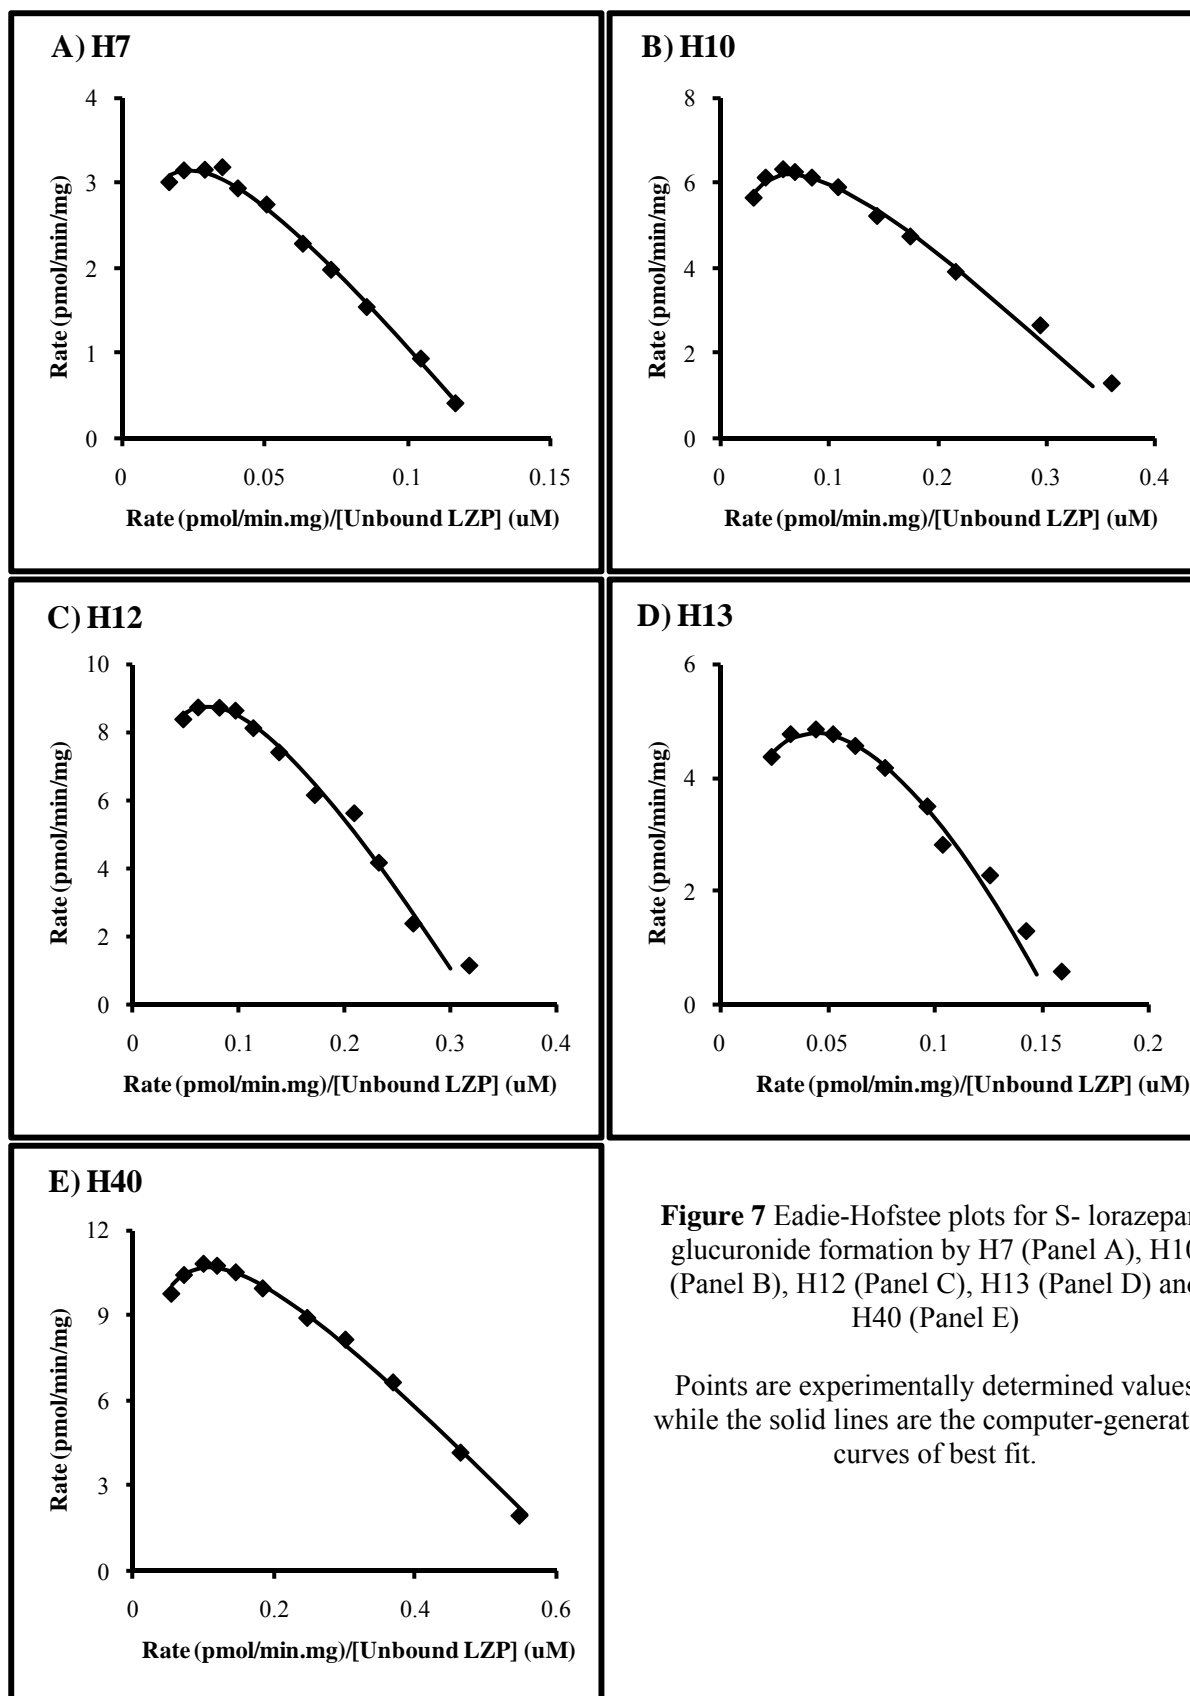 A) H7
4
3
2
1
0
0 0.05 0.1 0.15
Rate (pmol/min/mg)
Rate (pmol/min.mg)/[Unbound LZP] (uM)
B) H10
8
6
4
2
0
0 0.1 0.2 0.3 0.4
Rate (pmol/min/mg)
Rate (pmol/min.mg)/[Unbound LZP] (uM)
C) H12
10
8
6
4
2
0
0 0.1 0.2 0.3 0.4
Rate (pmol/min/mg)
Rate (pmol/min.mg)/[Unbound LZP] (uM)
D) H13
6
4
2
0
0 0.05 0.1 0.15 0.2
Rate (pmol/min/mg)
Rate (pmol/min.mg)/[Unbound LZP] (uM)
E) H40
12
9
6
3
0
0 0.2 0.4 0.6
Rate (pmol/min/mg)
Rate (pmol/min.mg)/[Unbound LZP] (uM)
Figure 7 Eadie-Hofstee plots for S- lorazepa
glucuronide formation by H7 (Panel A), H10
(Panel B), H12 (Panel C), H13 (Panel D) and
H40 (Panel E)
Points are experimentally determined values
while the solid lines are the computer-generat
curves of best fit.